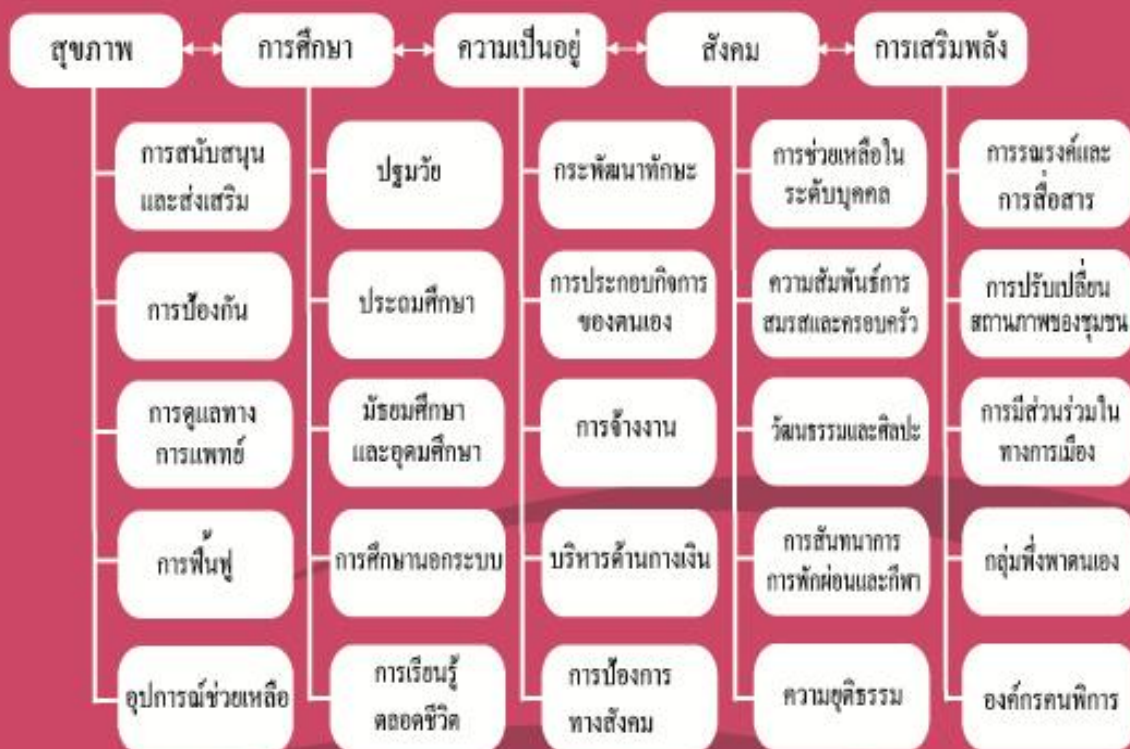 สุขภาพ
การศึกษา
ความเป็นอยู่
สังคม
การเสริมพลัง
การสนับสนุน
และส่งเสริม
การป้องกัน
การดูแลทาง
การแพทย์
การฟื้นฟู
อุปการณ์ช่วยเหลือ
ปฐมวัย
ประถมศึกษา
มัธยมศึกษา
และอุดมศึกษา
การศึกษานอกระบบ
การเรียนรู้
ตลอดชีวิต
กระพัฒนาทักษะ
การประกอบกิจการ
ของตนเอง
การจ้างงาน
บริหารด้านกางเงิน
การป้องการ
ทางสังคม
การช่วยเหลือใน
ระดับบุคคล
ความสัมพันธ์การ
สมรสและครอบครัว
วัฒนธรรมและศิลปะ
การสันทนาการ
การพักผ่อนและกีฬา
ความยุติธรรม
การรณรงค์และ
การสื่อสาร
การปรับเปลี่ยน
สถานภาพของชุมชน
การมีส่วนร่วมใน
ทางการเมือง
กลุ่มพึ่งพาตนเอง
องค์กรคนพิการ